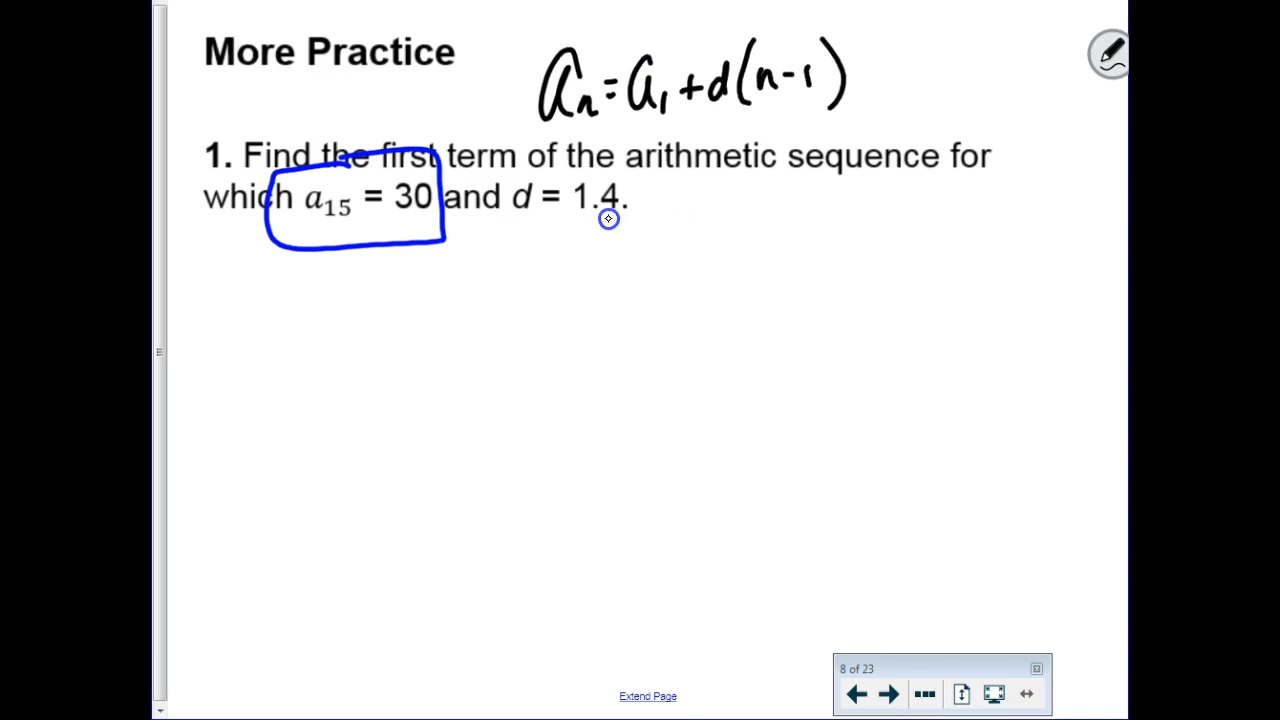 More Practice
aₙ = a₁ + d(n-1)
1. Find the first term of the arithmetic sequence for
which a₁₅ = 30 and d = 1.4.
8 of 23
Extend Page